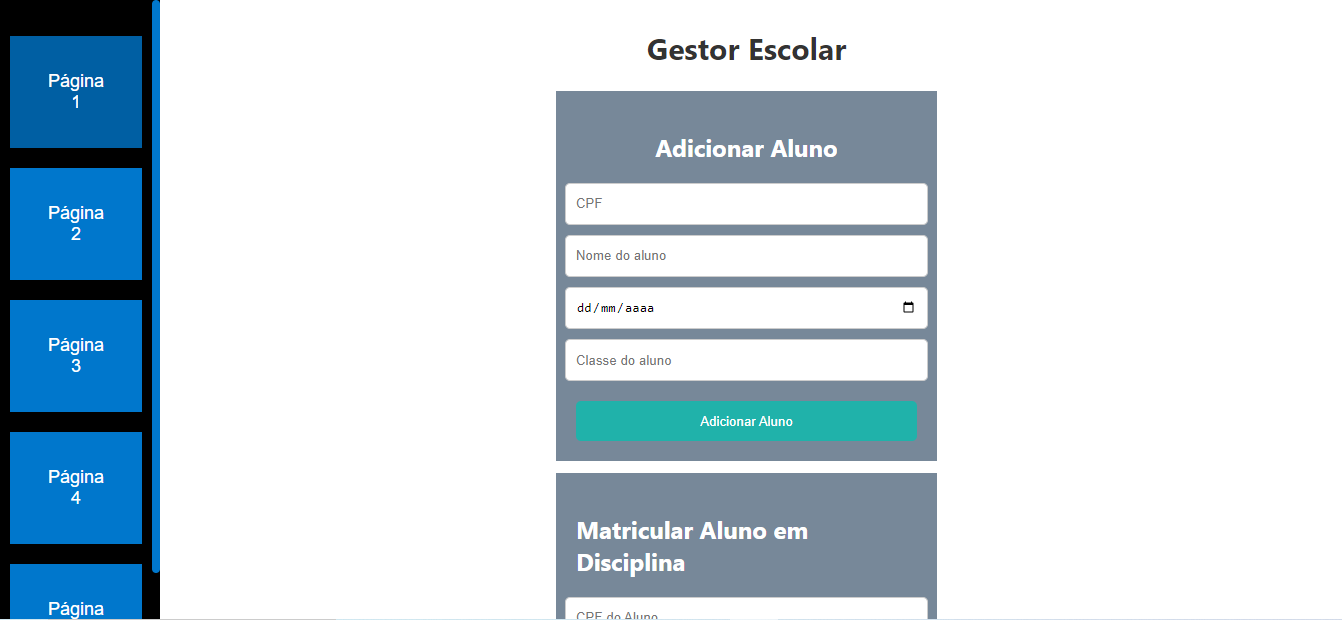 Página
1
Página
2
Página
3
Página
4
Página
Gestor Escolar
Adicionar Aluno
CPF
Nome do aluno
dd/mm/aaaa
Classe do aluno
Adicionar Aluno
Matricular Aluno em
Disciplina
CPF do Aluno